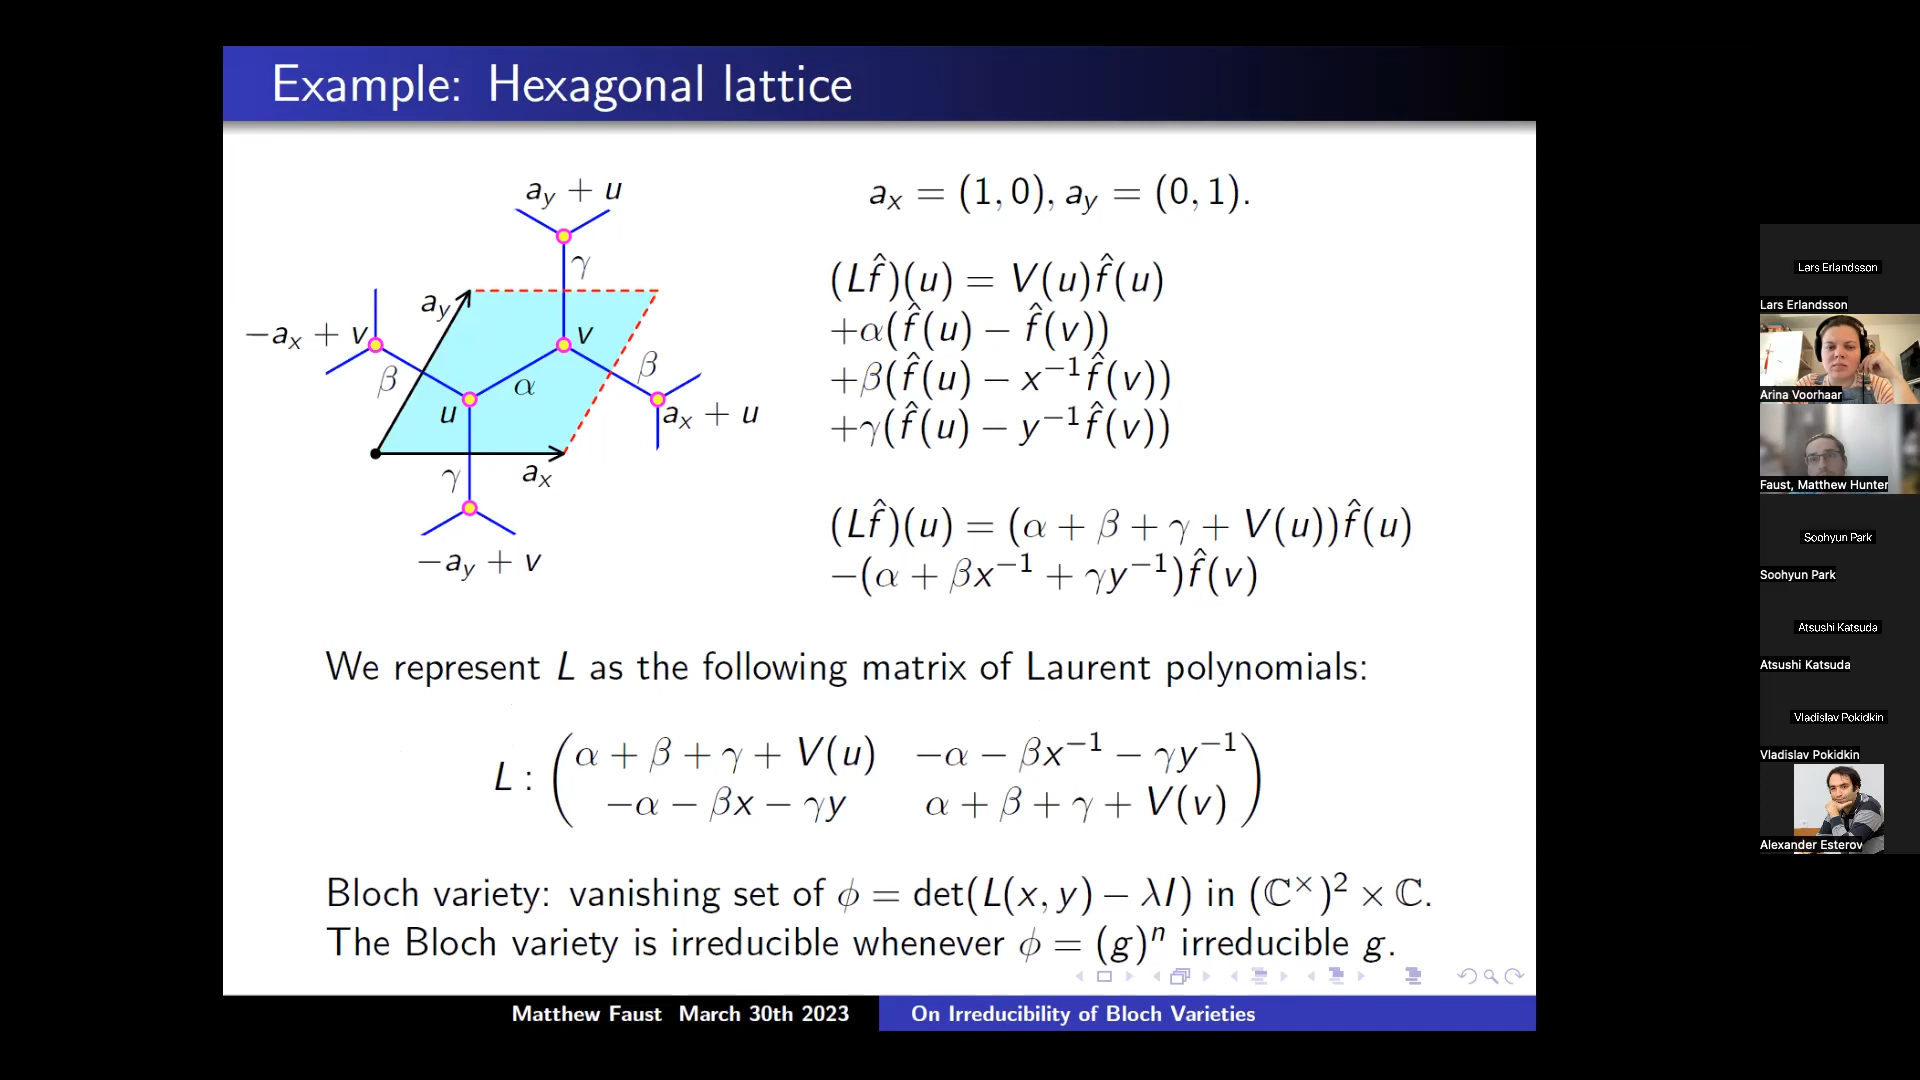 Example: Hexagonal lattice
a_y + u
γ
a_y
−a_x + v
v
β
β
α
u
a_x + u
γ
a_x
−a_y + v
a_x = (1, 0), a_y = (0, 1).
(Lf̂)(u) = V(u)f̂(u)
+α(f̂(u) − f̂(v))
+β(f̂(u) − x⁻¹f̂(v))
+γ(f̂(u) − y⁻¹f̂(v))
(Lf̂)(u) = (α + β + γ + V(u))f̂(u)
−(α + βx⁻¹ + γy⁻¹)f̂(v)
We represent L as the following matrix of Laurent polynomials:
L : ( α + β + γ + V(u) −α − βx⁻¹ − γy⁻¹
−α − βx − γy α + β + γ + V(v) )
Bloch variety: vanishing set of ϕ = det(L(x, y) − λI) in (ℂ^×)² × ℂ.
The Bloch variety is irreducible whenever ϕ = (g)ⁿ irreducible g.
Matthew Faust March 30th 2023
On Irreducibility of Bloch Varieties
Lars Erlandsson
Lars Erlandsson
Arina Voorhaar
Faust, Matthew Hunter
Soohyun Park
Soohyun Park
Atsushi Katsuda
Atsushi Katsuda
Vladislav Pokidkin
Vladislav Pokidkin
Alexander Esterov